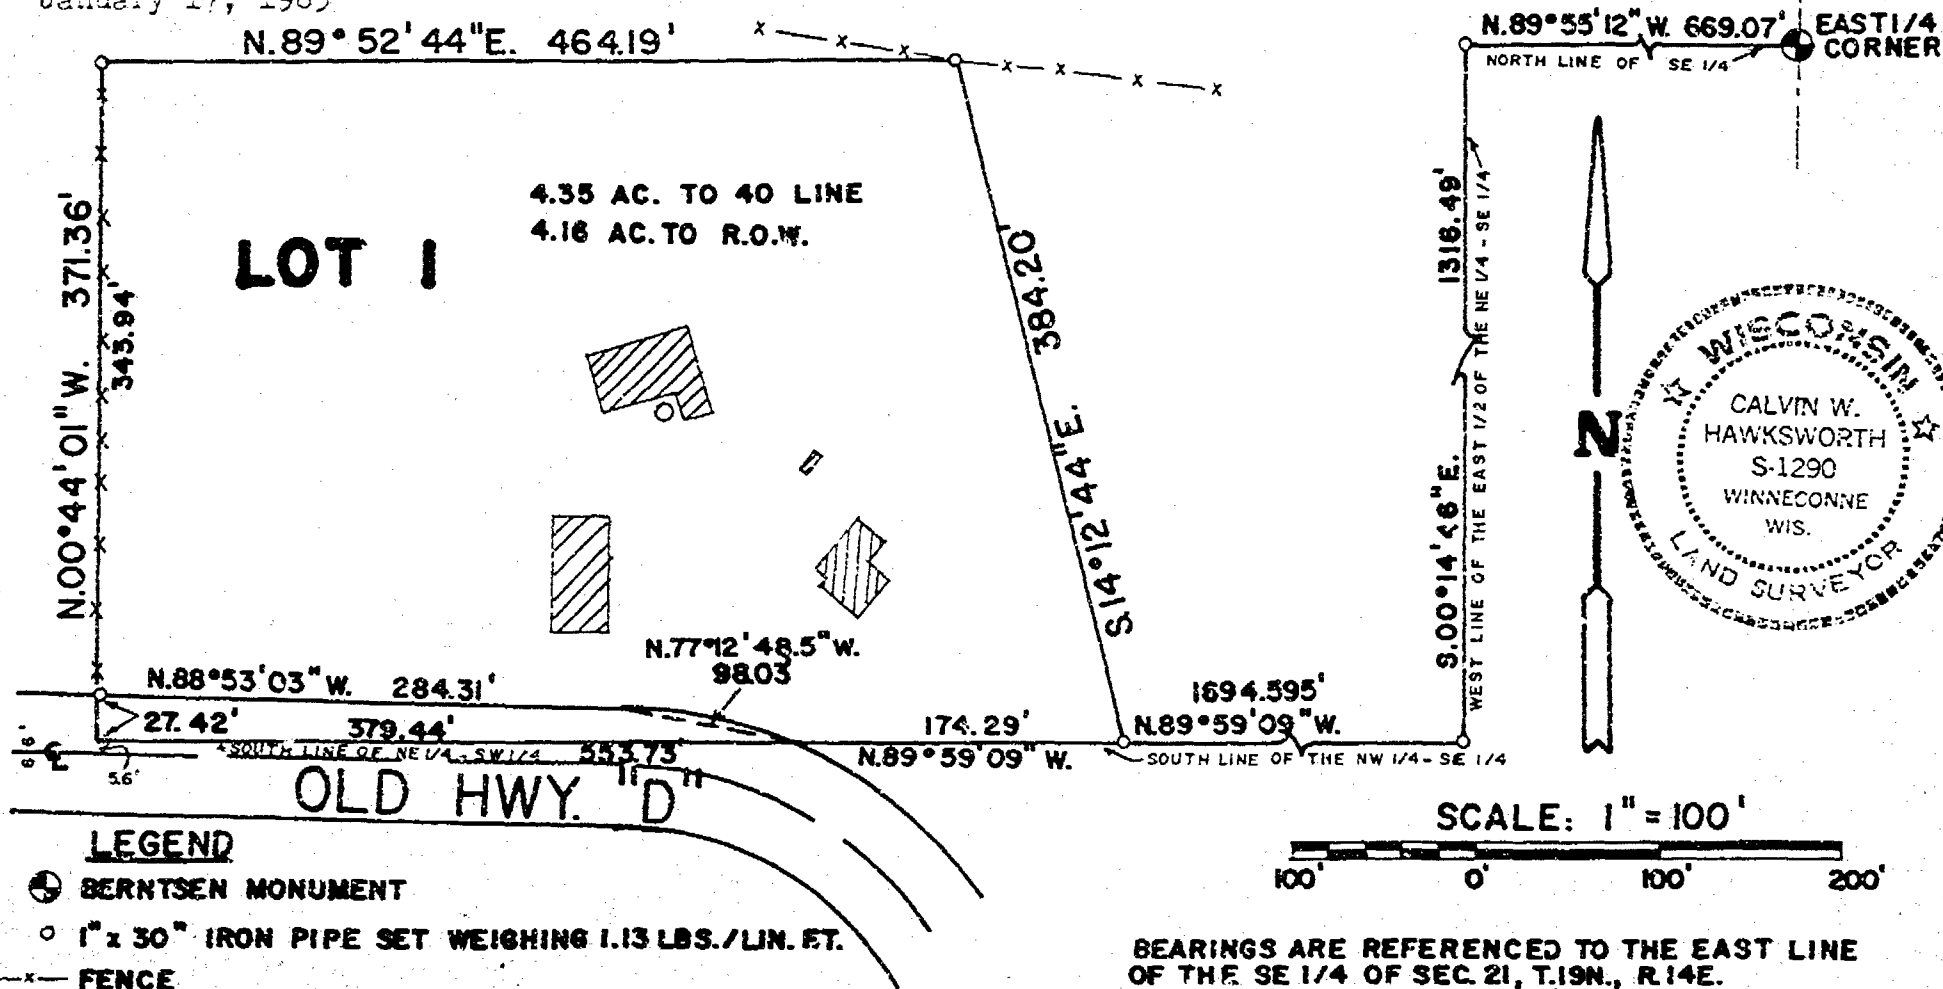 January 17, 1985
N.89°52'44"E. 464.19'
N.89°55'12"W. 669.07'
EAST 1/4
CORNER
NORTH LINE OF SE 1/4
4.35 AC. TO 40 LINE
4.16 AC. TO R.O.W.
LOT 1
N.00°44'01"W. 371.36'
343.94'
384.20'
S.14°12'44"E.
1316.49'
S.00°14'46"E.
WEST LINE OF THE EAST 1/2 OF THE NE 1/4 - SE 1/4
N
WISCONSIN
CALVIN W.
HAWKSWORTH
S-1290
WINNECONNE
WIS.
LAND SURVEYOR
N.77°12'48.5"W.
98.03
N.88°53'03"W. 284.31'
27.42'
379.44'
174.29'
1694.595'
N.89°59'09"W.
SOUTH LINE OF NE 1/4 - SW 1/4
553.73'
N.89°59'09"W.
SOUTH LINE OF THE NW 1/4 - SE 1/4
66'
℄
5.6'
OLD HWY. "D"
SCALE: 1" = 100'
100' 0' 100' 200'
LEGEND
BERNTSEN MONUMENT
1" x 30" IRON PIPE SET WEIGHING 1.13 LBS./LIN. FT.
—x— FENCE
BEARINGS ARE REFERENCED TO THE EAST LINE
OF THE SE 1/4 OF SEC. 21, T.19N., R.14E.